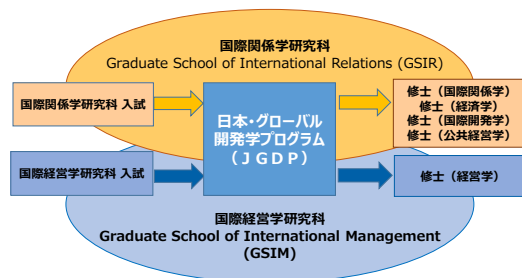 国際関係学研究科
Graduate School of International Relations (GSIR)
国際関係学研究科 入試
日本・グローバル
開発学プログラム
(JGDP)
修士(国際関係学)
修士(経済学)
修士(国際開発学)
修士(公共経営学)
国際経営学研究科 入試
修士(経営学)
国際経営学研究科
Graduate School of International Management
(GSIM)